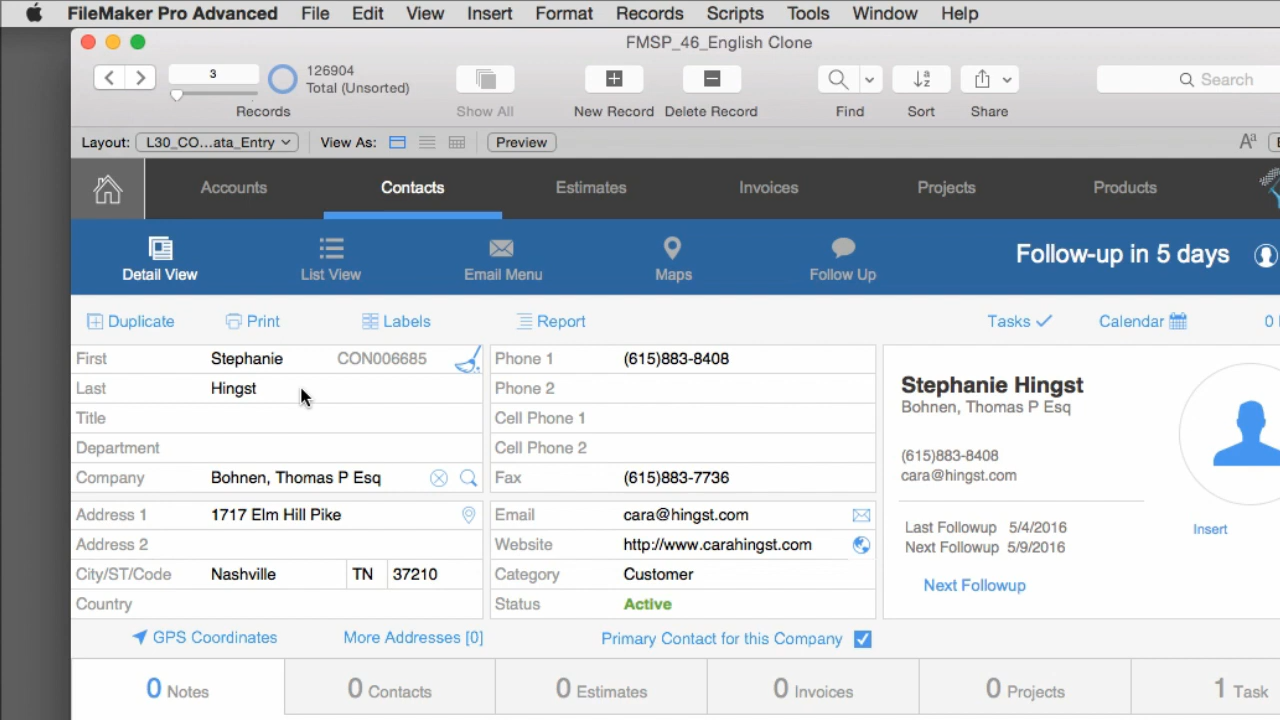 FileMaker Pro Advanced File Edit View Insert Format Records Scripts Tools Window Help
FMSP_46_English Clone
3
126904
Total (Unsorted)
Search
Records Show All New Record Delete Record Find Sort Share
Layout: L30_CO...ata_Entry View As: Preview Aa
Accounts Contacts Estimates Invoices Projects Products
Follow-up in 5 days
Detail View List View Email Menu Maps Follow Up
Duplicate Print Labels Report Tasks Calendar 0
First Stephanie CON006685 Phone 1 (615)883-8408
Last Hingst Phone 2
Title Cell Phone 1
Department Cell Phone 2
Company Bohnen, Thomas P Esq Fax (615)883-7736
Address 1 1717 Elm Hill Pike Email cara@hingst.com
Address 2 Website http://www.carahingst.com
City/ST/Code Nashville TN 37210 Category Customer
Country Status Active
Stephanie Hingst
Bohnen, Thomas P Esq
(615)883-8408
cara@hingst.com
Last Followup 5/4/2016
Next Followup 5/9/2016
Insert
Next Followup
GPS Coordinates More Addresses [0] Primary Contact for this Company
0 Notes 0 Contacts 0 Estimates 0 Invoices 0 Projects 1 Task